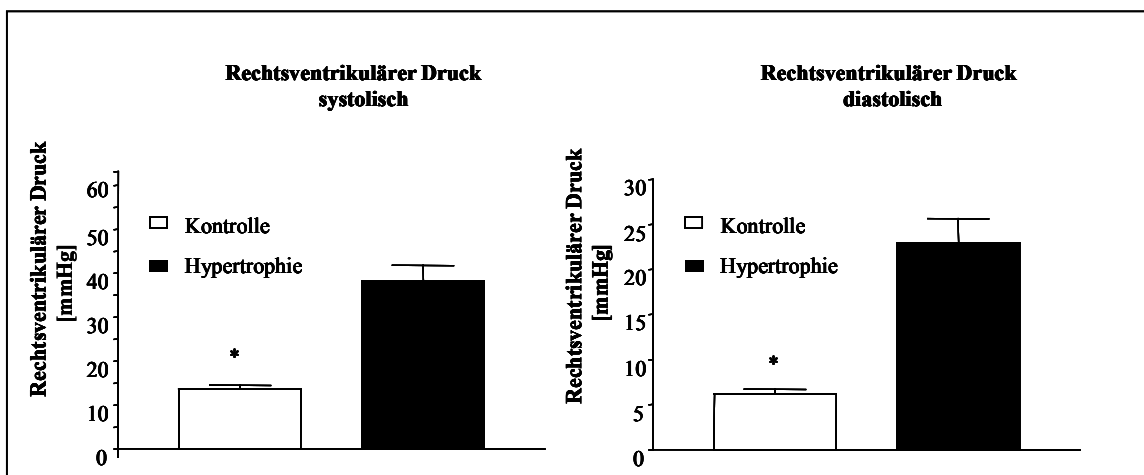 Rechtsventrikulärer Druck
systolisch
Rechtsventrikulärer Druck
[mmHg]
60
50
40
30
20
10
0
Kontrolle
Hypertrophie
*
Rechtsventrikulärer Druck
diastolisch
Rechtsventrikulärer Druck
[mmHg]
30
25
20
15
10
5
0
Kontrolle
Hypertrophie
*